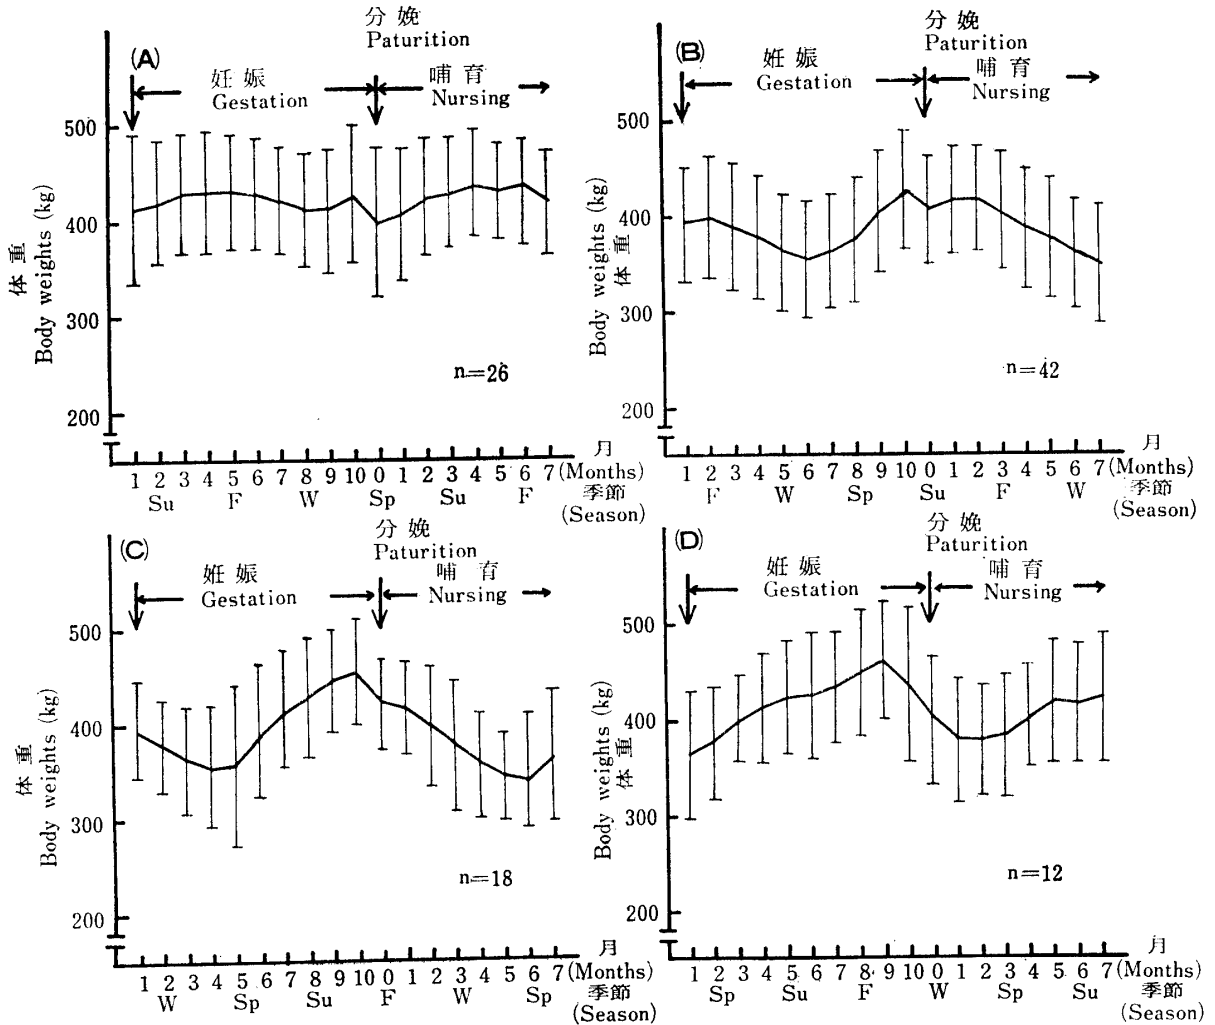 (A)
分 娩
Paturition
妊 娠
Gestation
哺 育
Nursing
500
400
300
200
体 重
Body weights (kg)
n=26
1 2 3 4 5 6 7 8 9 10 0 1 2 3 4 5 6 7
月
(Months)
Su F W Sp Su F
季節
(Season)
(B)
分 娩
Paturition
妊 娠
Gestation
哺 育
Nursing
500
400
300
200
体 重
Body weights (kg)
n=42
1 2 3 4 5 6 7 8 9 10 0 1 2 3 4 5 6 7
月
(Months)
F W Sp Su F W
季節
(Season)
(C)
分 娩
Paturition
妊 娠
Gestation
哺 育
Nursing
500
400
300
200
体 重
Body weights (kg)
n=18
1 2 3 4 5 6 7 8 9 10 0 1 2 3 4 5 6 7
月
(Months)
W Sp Su F W Sp
季節
(Season)
(D)
分 娩
Paturition
妊 娠
Gestation
哺 育
Nursing
500
400
300
200
体 重
Body weights (kg)
n=12
1 2 3 4 5 6 7 8 9 10 0 1 2 3 4 5 6 7
月
(Months)
Sp Su F W Sp Su
季節
(Season)